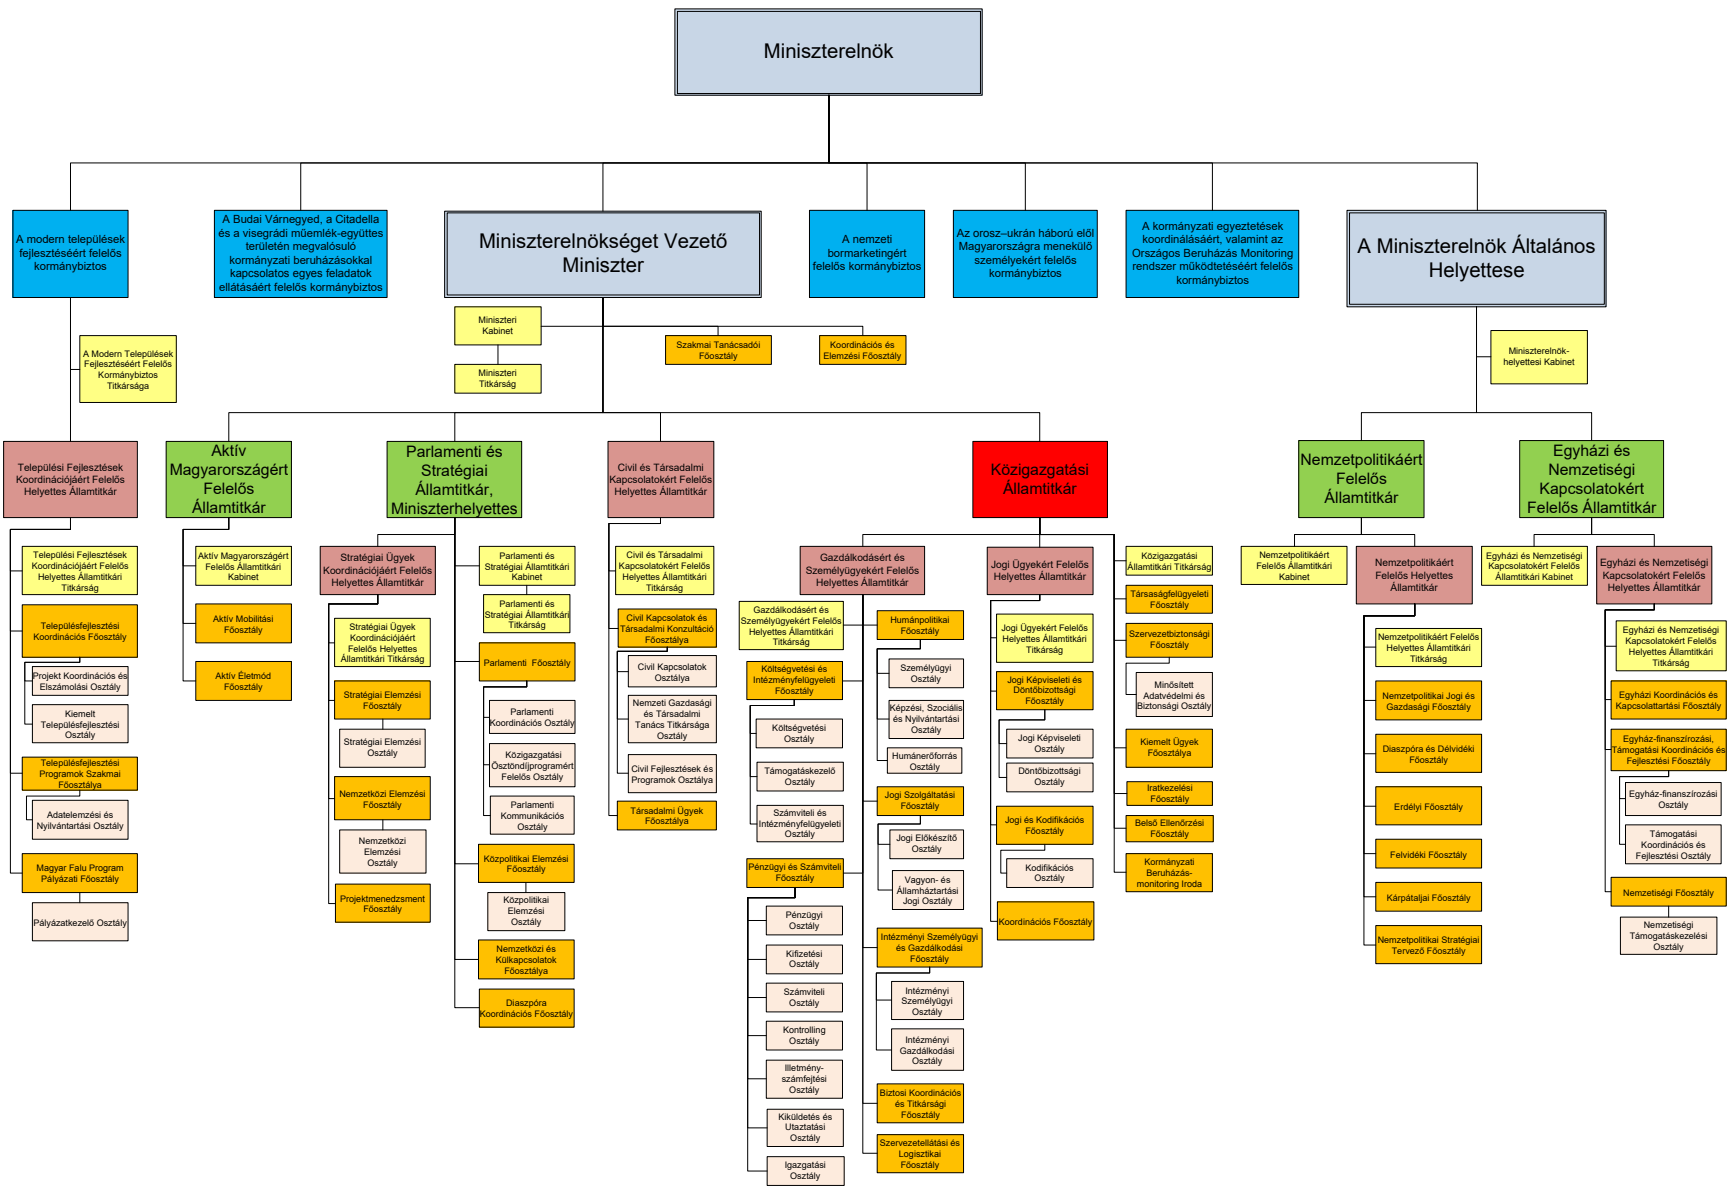 Miniszterelnök
A modern települések
fejlesztéséért felelős
kormánybiztos
A Budai Várnegyed, a Citadella
és a visegrádi műemlék-együttes
területén megvalósuló
kormányzati beruházásokkal
kapcsolatos egyes feladatok
ellátásáért felelős kormánybiztos
Miniszterelnökséget Vezető
Miniszter
A nemzeti
bormarketingért
felelős kormánybiztos
Az orosz–ukrán háború elől
Magyarországra menekülő
személyekért felelős
kormánybiztos
A kormányzati egyeztetések
koordinálásáért, valamint az
Országos Beruházás Monitoring
rendszer működtetéséért felelős
kormánybiztos
A Miniszterelnök Általános
Helyettese
A Modern Települések
Fejlesztéséért Felelős
Kormánybiztos
Titkársága
Miniszteri
Kabinet
Miniszteri
Titkárság
Szakmai Tanácsadói
Főosztály
Koordinációs és
Elemzési Főosztály
Miniszterelnök-
helyettesi Kabinet
Települési Fejlesztések
Koordinációjáért Felelős
Helyettes Államtitkár
Aktív
Magyarországért
Felelős
Államtitkár
Parlamenti és
Stratégiai
Államtitkár,
Miniszterhelyettes
Civil és Társadalmi
Kapcsolatokért Felelős
Helyettes Államtitkár
Közigazgatási
Államtitkár
Nemzetpolitikáért
Felelős
Államtitkár
Egyházi és
Nemzetiségi
Kapcsolatokért
Felelős Államtitkár
Települési Fejlesztések
Koordinációjáért Felelős
Helyettes Államtitkári
Titkárság
Településfejlesztési
Koordinációs Főosztály
Projekt Koordinációs és
Elszámolási Osztály
Kiemelt
Településfejlesztési
Osztály
Településfejlesztési
Programok Szakmai
Főosztálya
Adatelemzési és
Nyilvántartási Osztály
Magyar Falu Program
Pályázati Főosztály
Pályázatkezelő Osztály
Aktív Magyarországért
Felelős Államtitkári
Kabinet
Aktív Mobilitási
Főosztály
Aktív Életmód
Főosztály
Stratégiai Ügyek
Koordinációjáért Felelős
Helyettes Államtitkár
Stratégiai Ügyek
Koordinációjáért
Felelős Helyettes
Államtitkári Titkárság
Stratégiai Elemzési
Főosztály
Stratégiai Elemzési
Osztály
Nemzetközi Elemzési
Főosztály
Nemzetközi
Elemzési
Osztály
Projektmenedzsment
Főosztály
Parlamenti és
Stratégiai Államtitkári
Kabinet
Parlamenti és
Stratégiai Államtitkári
Titkárság
Parlamenti Főosztály
Parlamenti
Koordinációs Osztály
Közigazgatási
Ösztöndíjprogramért
Felelős Osztály
Parlamenti
Kommunikációs
Osztály
Közpolitikai Elemzési
Főosztály
Közpolitikai
Elemzési
Osztály
Nemzetközi és
Külkapcsolatok
Főosztálya
Diaszpóra
Koordinációs Főosztály
Civil és Társadalmi
Kapcsolatokért Felelős
Helyettes Államtitkári
Titkárság
Civil Kapcsolatok és
Társadalmi Konzultáció
Főosztálya
Civil Kapcsolatok
Osztálya
Nemzeti Gazdasági
és Társadalmi
Tanács Titkársága
Osztály
Civil Fejlesztések és
Programok Osztálya
Társadalmi Ügyek
Főosztálya
Gazdálkodásért és
Személyügyekért Felelős
Helyettes Államtitkár
Gazdálkodásért és
Személyügyekért Felelős
Helyettes Államtitkári
Titkárság
Költségvetési és
Intézményfelügyeleti
Főosztály
Költségvetési
Osztály
Támogatáskezelő
Osztály
Számviteli és
Intézményfelügyeleti
Osztály
Pénzügyi és Számviteli
Főosztály
Pénzügyi
Osztály
Kifizetési
Osztály
Számviteli
Osztály
Kontrolling
Osztály
Illetmény-
számfejtési
Osztály
Kiküldetés és
Utaztatási
Osztály
Igazgatási
Osztály
Humánpolitikai
Főosztály
Személyügyi
Osztály
Képzési, Szociális
és Nyilvántartási
Osztály
Humánerőforrás
Osztály
Jogi Szolgáltatási
Főosztály
Jogi Előkészítő
Osztály
Vagyon- és
Államháztartási
Jogi Osztály
Intézményi Személyügyi
és Gazdálkodási
Főosztály
Intézményi
Személyügyi
Osztály
Intézményi
Gazdálkodási
Osztály
Biztosi Koordinációs
és Titkársági
Főosztály
Szervezetellátási és
Logisztikai
Főosztály
Jogi Ügyekért Felelős
Helyettes Államtitkár
Jogi Ügyekért Felelős
Helyettes Államtitkári
Titkárság
Jogi Képviseleti és
Döntőbizottsági
Főosztály
Jogi Képviseleti
Osztály
Döntőbizottsági
Osztály
Jogi és Kodifikációs
Főosztály
Kodifikációs
Osztály
Koordinációs Főosztály
Közigazgatási
Államtitkári Titkárság
Társaságfelügyeleti
Főosztály
Szervezetbiztonsági
Főosztály
Minősített
Adatvédelmi és
Biztonsági Osztály
Kiemelt Ügyek
Főosztálya
Iratkezelési
Főosztály
Belső Ellenőrzési
Főosztály
Kormányzati
Beruházás-
monitoring Iroda
Nemzetpolitikáért
Felelős Államtitkári
Kabinet
Nemzetpolitikáért
Felelős Helyettes
Államtitkár
Nemzetpolitikáért Felelős
Helyettes Államtitkári
Titkárság
Nemzetpolitikai Jogi és
Gazdasági Főosztály
Diaszpóra és Délvidéki
Főosztály
Erdélyi Főosztály
Felvidéki Főosztály
Kárpátaljai Főosztály
Nemzetpolitikai Stratégiai
Tervező Főosztály
Egyházi és Nemzetiségi
Kapcsolatokért Felelős
Államtitkári Kabinet
Egyházi és Nemzetiségi
Kapcsolatokért Felelős
Helyettes Államtitkár
Egyházi és Nemzetiségi
Kapcsolatokért Felelős
Helyettes Államtitkári
Titkárság
Egyházi Koordinációs és
Kapcsolattartási Főosztály
Egyház-finanszírozási,
Támogatási Koordinációs és
Fejlesztési Főosztály
Egyház-finanszírozási
Osztály
Támogatási
Koordinációs és
Fejlesztési Osztály
Nemzetiségi Főosztály
Nemzetiségi
Támogatáskezelési
Osztály